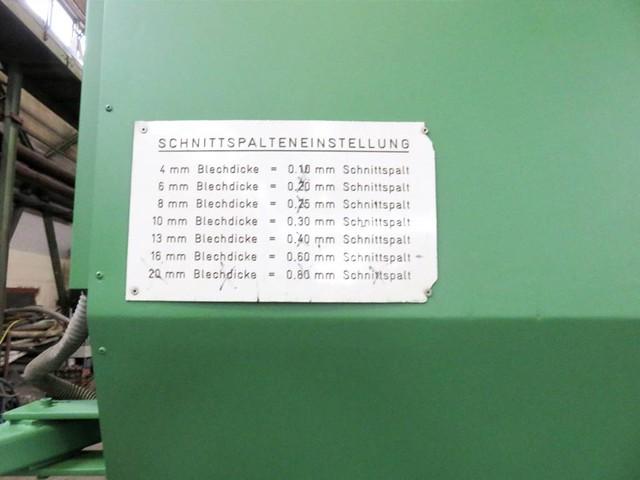 SCHNITTSPALTENEINSTELLUNG
4 mm Blechdicke = 0.10 mm Schnittspalt
6 mm Blechdicke = 0.20 mm Schnittspalt
8 mm Blechdicke = 0.25 mm Schnittspalt
10 mm Blechdicke = 0.30 mm Schnittspalt
13 mm Blechdicke = 0.40 mm Schnittspalt
16 mm Blechdicke = 0.60 mm Schnittspalt
20 mm Blechdicke = 0.80 mm Schnittspalt